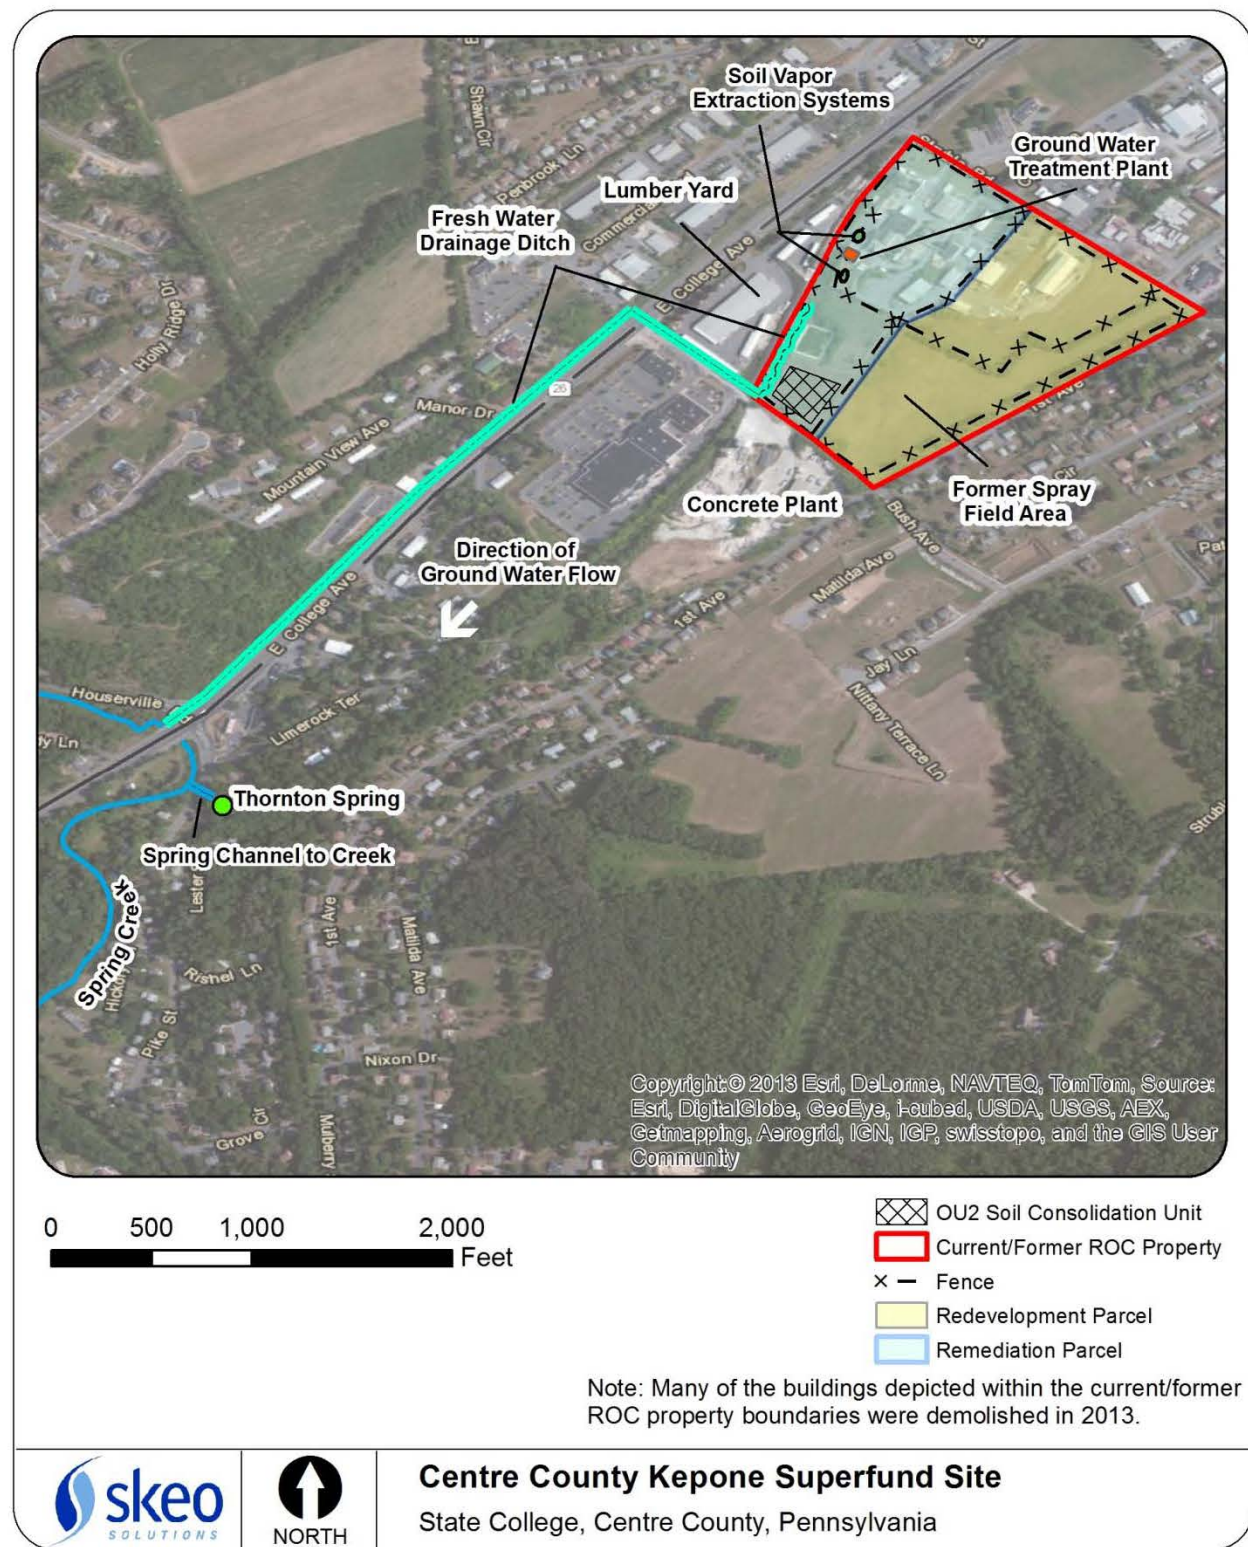 Soil Vapor
Extraction Systems
Ground Water
Treatment Plant
Shawn Cir
Penbrook Ln
Lumber Yard
Fresh Water
Drainage Ditch
E College Ave
Holly Ridge Dr
26
Manor Dr
Mountain View Ave
1st Ave
Cir
Former Spray
Field Area
Concrete Plant
Bush Ave
Direction of
Ground Water Flow
Matilda Ave
1st Ave
E College Ave
Jay Ln
Nittany Terrace Ln
Houserville
Limerock Ter
Thornton Spring
Spring Channel to Creek
Spring Creek
1st Ave
Matilda Ave
Rishel Ln
Pike St
Nixon Dr
Grove Cir
Mulberry
Copyright:© 2013 Esri, DeLorme, NAVTEQ, TomTom, Source:
Esri, DigitalGlobe, GeoEye, i-cubed, USDA, USGS, AEX,
Getmapping, Aerogrid, IGN, IGP, swisstopo, and the GIS User
Community
0 500 1,000 2,000
Feet
OU2 Soil Consolidation Unit
Current/Former ROC Property
Fence
Redevelopment Parcel
Remediation Parcel
Note: Many of the buildings depicted within the current/former
ROC property boundaries were demolished in 2013.
skeo
SOLUTIONS
NORTH
Centre County Kepone Superfund Site
State College, Centre County, Pennsylvania